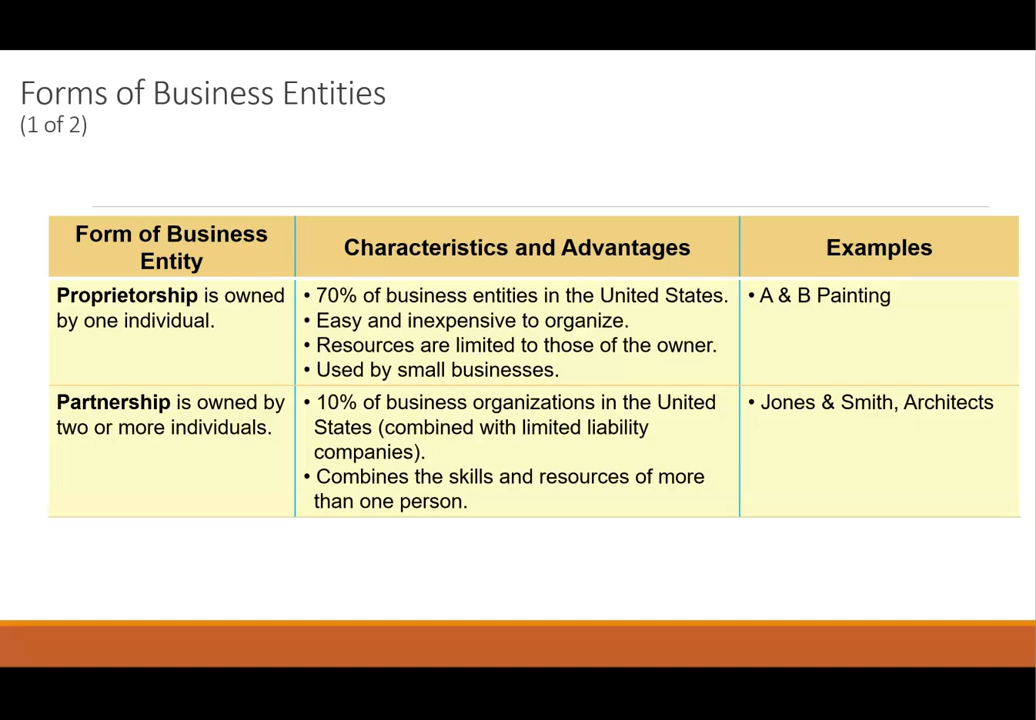 Forms of Business Entities
(1 of 2)
Form of Business
Entity
Characteristics and Advantages
Examples
Proprietorship is owned
by one individual.
• 70% of business entities in the United States.
• Easy and inexpensive to organize.
• Resources are limited to those of the owner.
• Used by small businesses.
• A & B Painting
Partnership is owned by
two or more individuals.
• 10% of business organizations in the United
States (combined with limited liability
companies).
• Combines the skills and resources of more
than one person.
• Jones & Smith, Architects